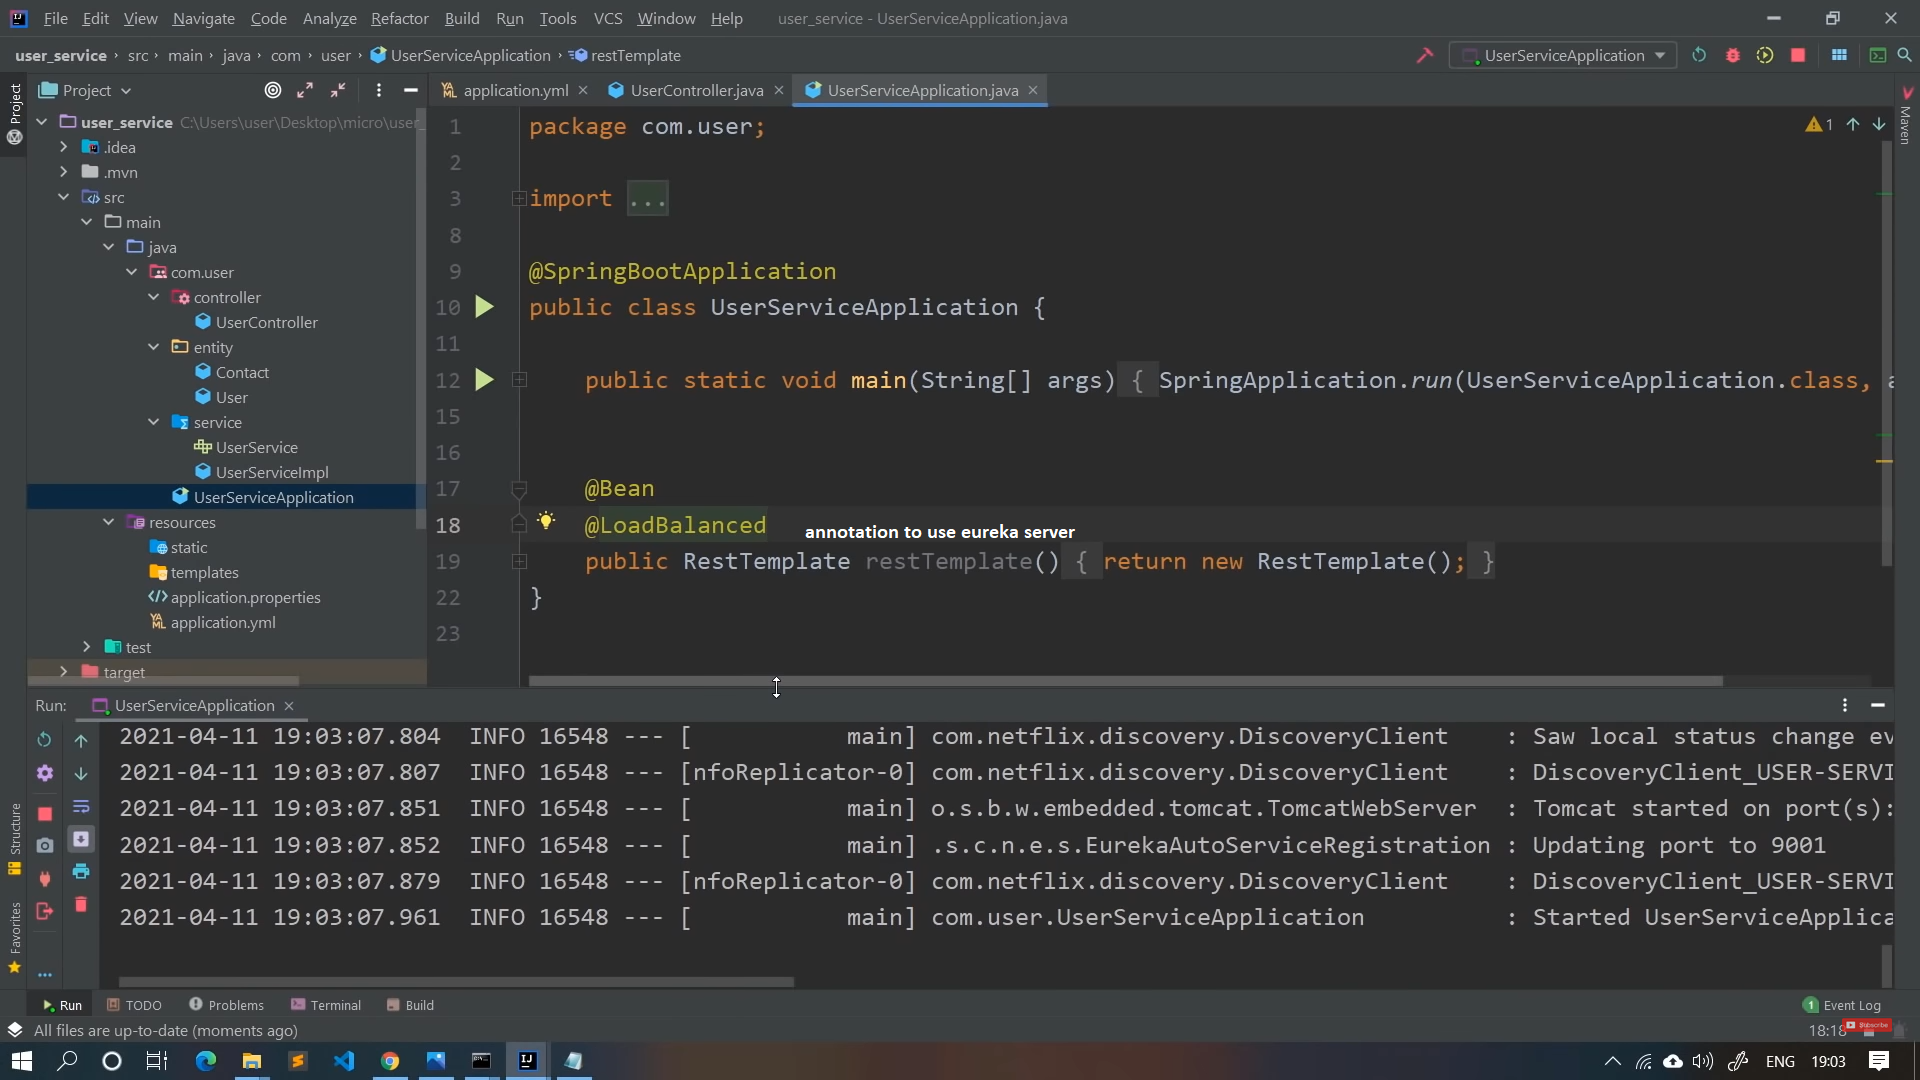 File Edit View Navigate Code Analyze Refactor Build Run Tools VCS Window Help user_service - UserServiceApplication.java
user_service › src › main › java › com › user › UserServiceApplication › restTemplate UserServiceApplication
Project application.yml UserController.java UserServiceApplication.java
Project
Maven
user_service C:\Users\user\Desktop\micro\user_
.idea
.mvn
src
main
java
com.user
controller
UserController
entity
Contact
User
service
UserService
UserServiceImpl
UserServiceApplication
resources
static
templates
application.properties
application.yml
test
target
1 package com.user;
1
2
3 import ...
8
9 @SpringBootApplication
10 public class UserServiceApplication {
11
12 public static void main(String[] args) { SpringApplication.run(UserServiceApplication.class, a
15
16
17 @Bean
18 @LoadBalanced annotation to use eureka server
19 public RestTemplate restTemplate() { return new RestTemplate(); }
22 }
23
Run: UserServiceApplication
2021-04-11 19:03:07.804 INFO 16548 --- [ main] com.netflix.discovery.DiscoveryClient : Saw local status change ev
2021-04-11 19:03:07.807 INFO 16548 --- [nfoReplicator-0] com.netflix.discovery.DiscoveryClient : DiscoveryClient_USER-SERVI
2021-04-11 19:03:07.851 INFO 16548 --- [ main] o.s.b.w.embedded.tomcat.TomcatWebServer : Tomcat started on port(s):
2021-04-11 19:03:07.852 INFO 16548 --- [ main] .s.c.n.e.s.EurekaAutoServiceRegistration : Updating port to 9001
2021-04-11 19:03:07.879 INFO 16548 --- [nfoReplicator-0] com.netflix.discovery.DiscoveryClient : DiscoveryClient_USER-SERVI
2021-04-11 19:03:07.961 INFO 16548 --- [ main] com.user.UserServiceApplication : Started UserServiceApplica
Structure
Favorites
Run TODO Problems Terminal Build 1 Event Log
All files are up-to-date (moments ago) 18:18 Subscribe
ENG 19:03